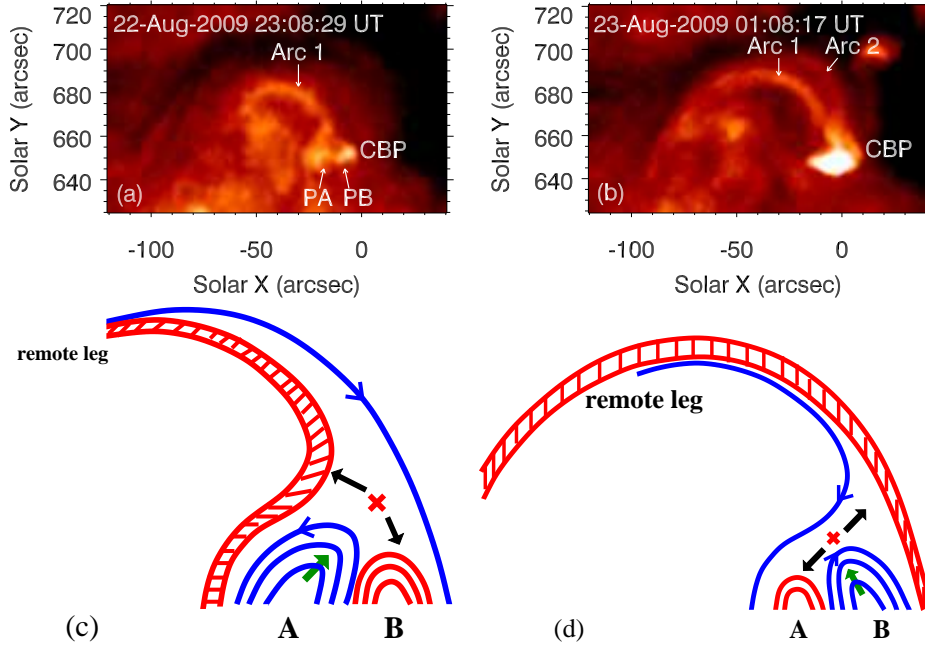 720
700
680
660
640
Solar Y (arcsec)
22-Aug-2009 23:08:29 UT
Arc 1
CBP
(a)
PA
PB
-100
-50
0
Solar X (arcsec)
720
700
680
660
640
Solar Y (arcsec)
23-Aug-2009 01:08:17 UT
Arc 1
Arc 2
CBP
(b)
-100
-50
0
Solar X (arcsec)
remote leg
(c)
A
B
remote leg
(d)
A
B